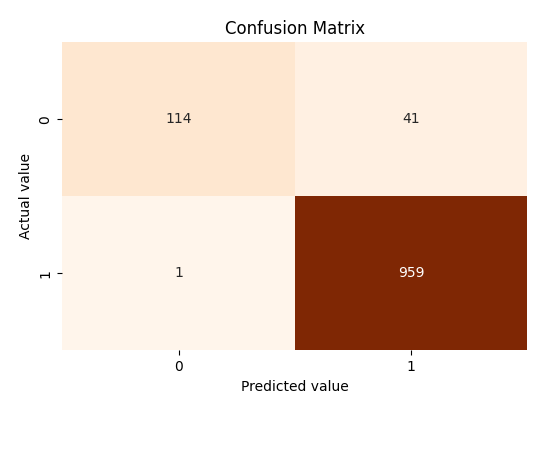 Confusion Matrix
Actual value
0
114
41
1
1
959
0
1
Predicted value